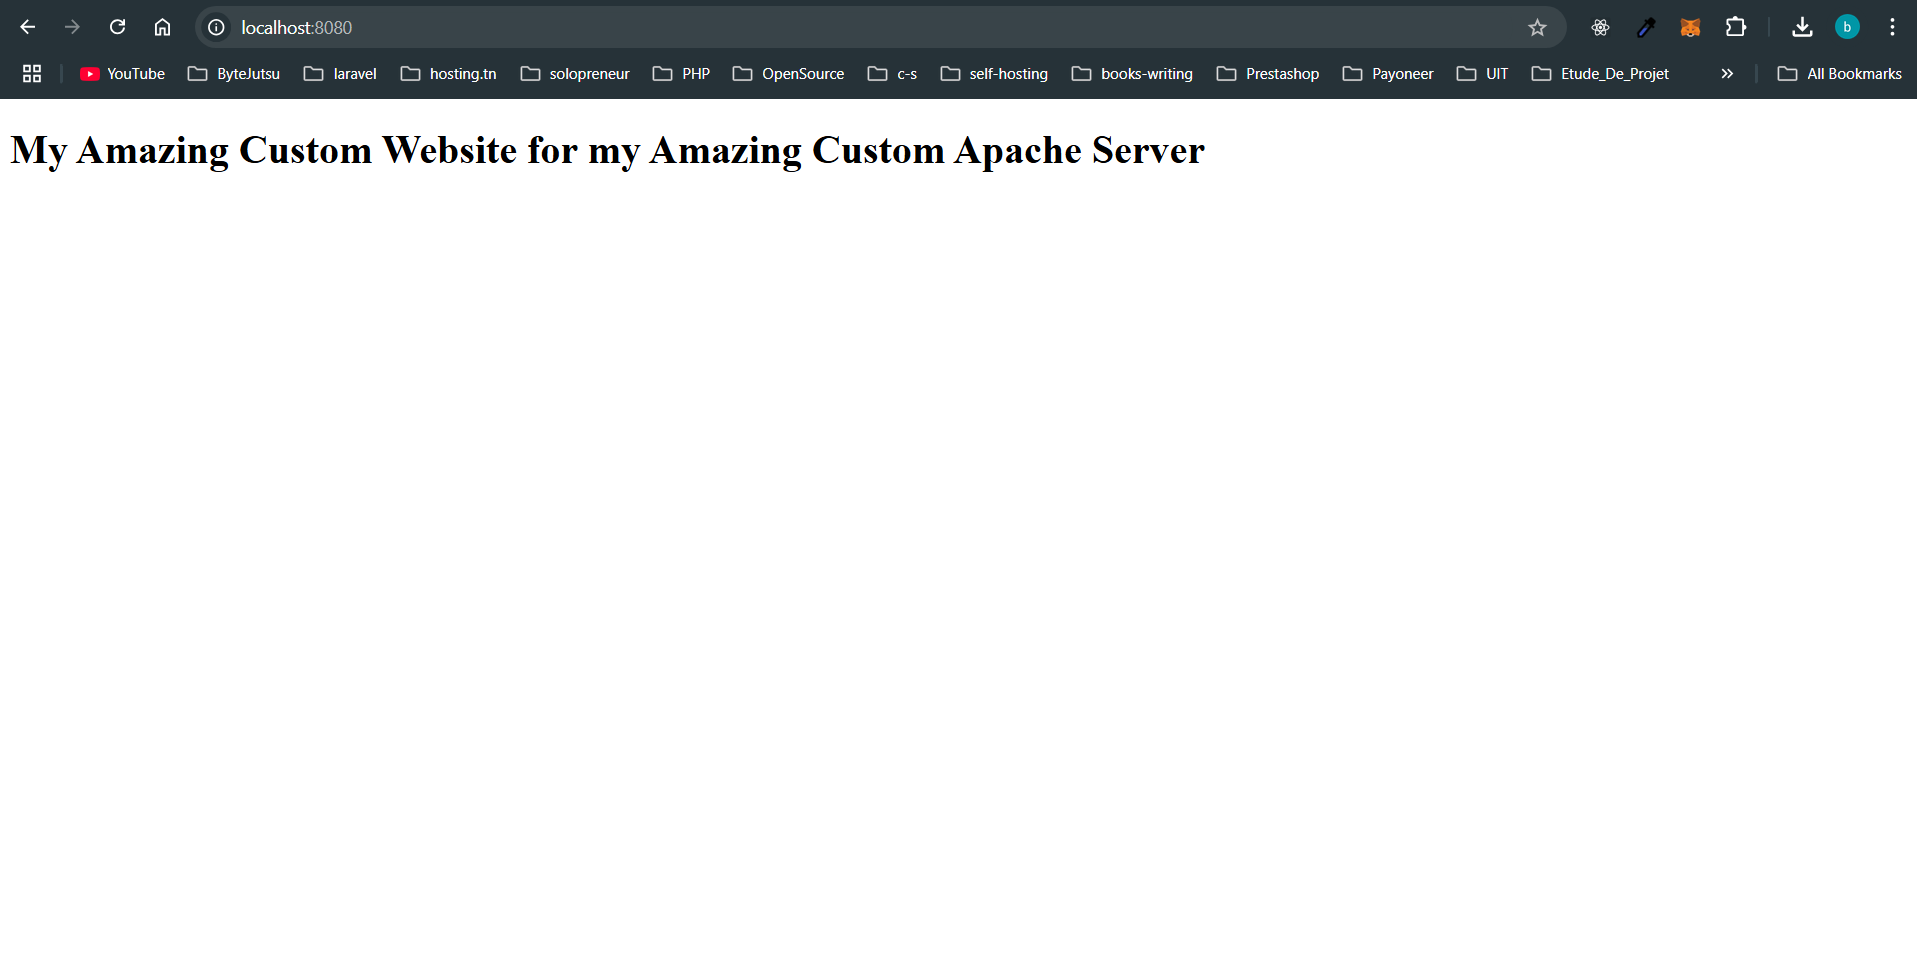 localhost:8080
b
YouTube ByteJutsu laravel hosting.tn solopreneur PHP OpenSource c-s self-hosting books-writing Prestashop Payoneer UIT Etude_De_Projet » All Bookmarks
My Amazing Custom Website for my Amazing Custom Apache Server